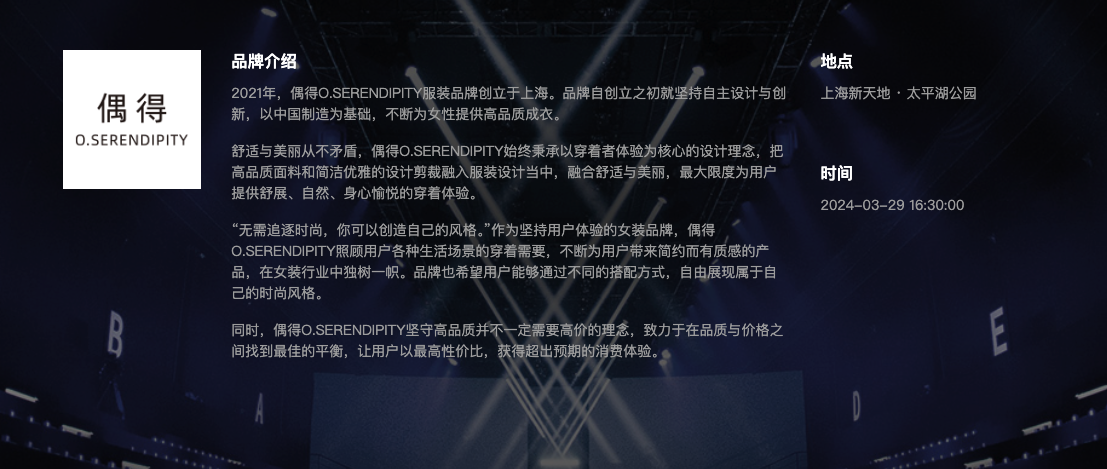 偶得
O.SERENDIPITY
品牌介绍
2021年，偶得O.SERENDIPITY服装品牌创立于上海。品牌自创立之初就坚持自主设计与创
新，以中国制造为基础，不断为女性提供高品质成衣。
舒适与美丽从不矛盾，偶得O.SERENDIPITY始终秉承以穿着者体验为核心的设计理念，把
高品质面料和简洁优雅的设计剪裁融入服装设计当中，融合舒适与美丽，最大限度为用户
提供舒展、自然、身心愉悦的穿着体验。
“无需追逐时尚，你可以创造自己的风格。”作为坚持用户体验的女装品牌，偶得
O.SERENDIPITY照顾用户各种生活场景的穿着需要，不断为用户带来简约而有质感的产
品，在女装行业中独树一帜。品牌也希望用户能够通过不同的搭配方式，自由展现属于自
己的时尚风格。
同时，偶得O.SERENDIPITY坚守高品质并不一定需要高价的理念，致力于在品质与价格之
间找到最佳的平衡，让用户以最高性价比，获得超出预期的消费体验。
地点
上海新天地・太平湖公园
时间
2024-03-29 16:30:00
B
A
D
E